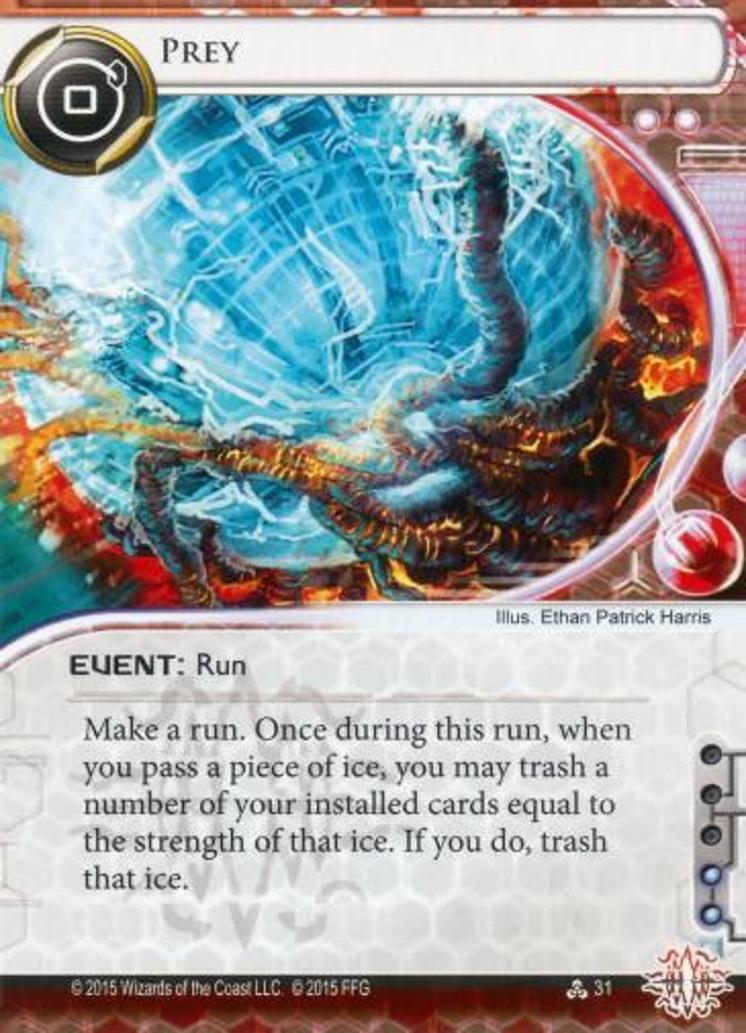 Prey
Illus. Ethan Patrick Harris
EVENT: Run
Make a run. Once during this run, when
you pass a piece of ice, you may trash a
number of your installed cards equal to
the strength of that ice. If you do, trash
that ice.
© 2015 Wizards of the Coast LLC. © 2015 FFG
31